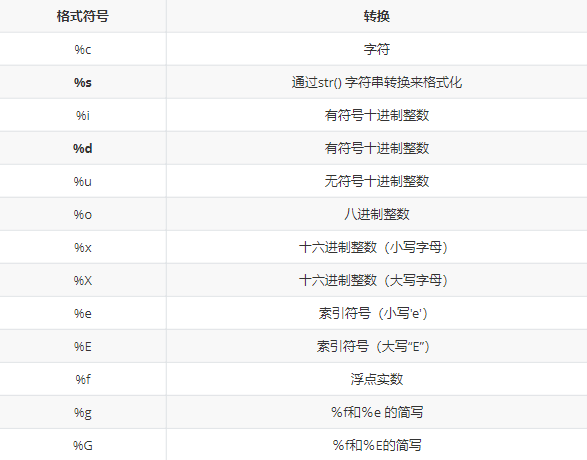 格式符号 转换
%c 字符
%s 通过str() 字符串转换来格式化
%i 有符号十进制整数
%d 有符号十进制整数
%u 无符号十进制整数
%o 八进制整数
%x 十六进制整数（小写字母）
%X 十六进制整数（大写字母）
%e 索引符号（小写'e'）
%E 索引符号（大写“E”）
%f 浮点实数
%g ％f和％e 的简写
%G ％f和％E的简写